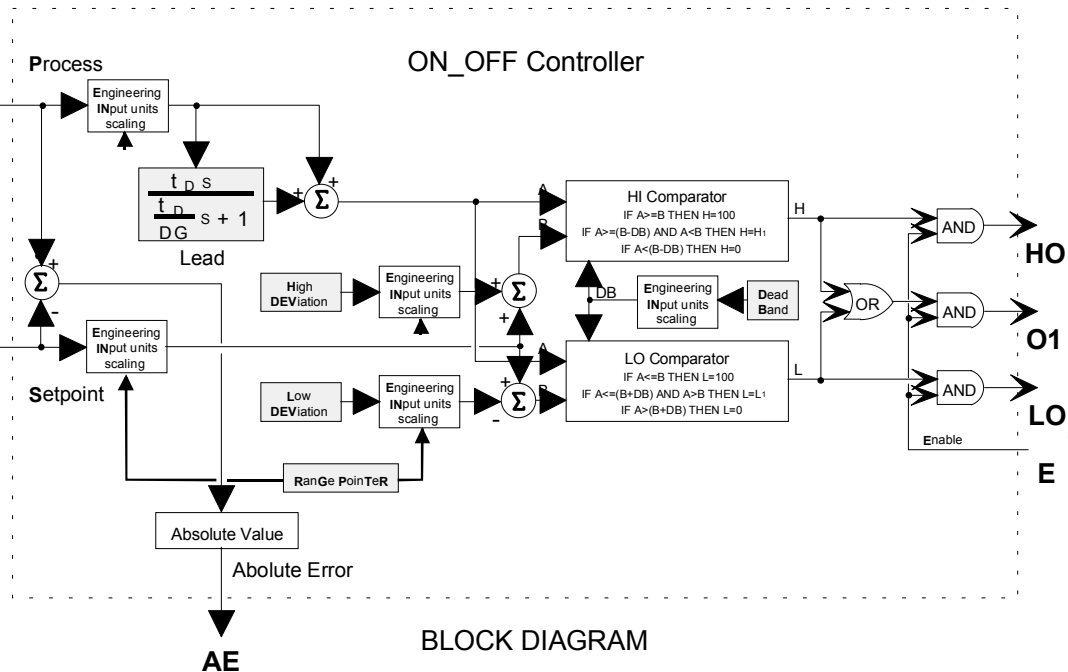 ON_OFF Controller
Process
Engineering
INput units
scaling
+
+
+
Σ
t D s
t D s + 1
DG
Lead
A
B
HI Comparator
IF A>=B THEN H=100
IF A>=(B-DB) AND A<B THEN H=H1
IF A<(B-DB) THEN H=0
H
AND
HO
Σ
-
High
DEViation
Engineering
INput units
scaling
+
Σ
+
DB
Engineering
INput units
scaling
Dead
Band
OR
AND
O1
Engineering
INput units
scaling
Setpoint
A
B
LO Comparator
IF A<=B THEN L=100
IF A<=(B+DB) AND A>B THEN L=L1
IF A>(B+DB) THEN L=0
L
AND
LO
Low
DEViation
Engineering
INput units
scaling
+
Σ
-
Enable
E
RanGe PoinTeR
Absolute Value
Abolute Error
AE
BLOCK DIAGRAM